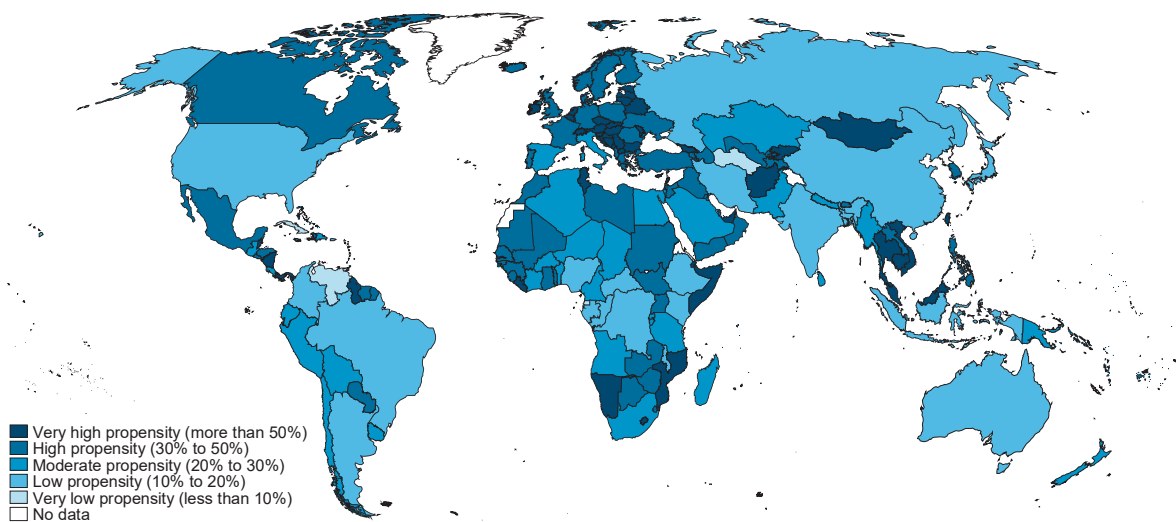 Very high propensity (more than 50%)
High propensity (30% to 50%)
Moderate propensity (20% to 30%)
Low propensity (10% to 20%)
Very low propensity (less than 10%)
No data